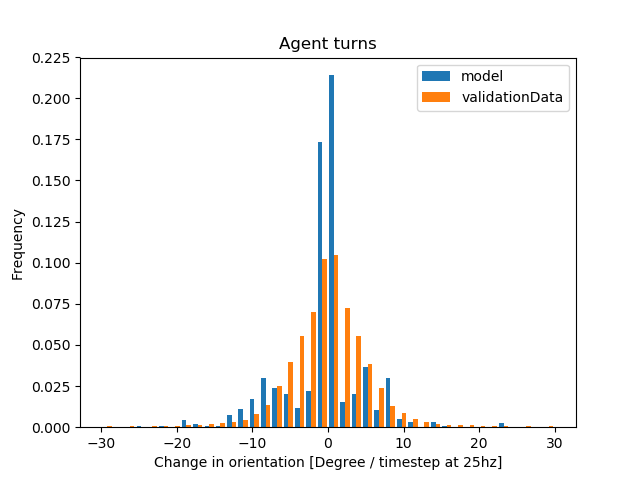 Agent turns
model
validationData
0.225
0.200
0.175
0.150
0.125
0.100
0.075
0.050
0.025
0.000
Frequency
−30 −20 −10 0 10 20 30
Change in orientation [Degree / timestep at 25hz]